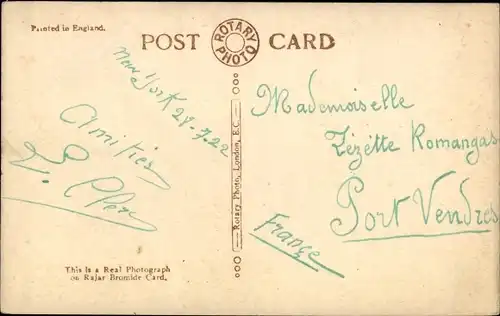 Printed in England.
POST CARD
ROTARY PHOTO
New York 28-7-22
Amitiés
Mademoiselle
Zézette Romangas
Port Vendres
France
Rotary Photo, London, E.C.
This is a Real Photograph
on Rajar Bromide Card.